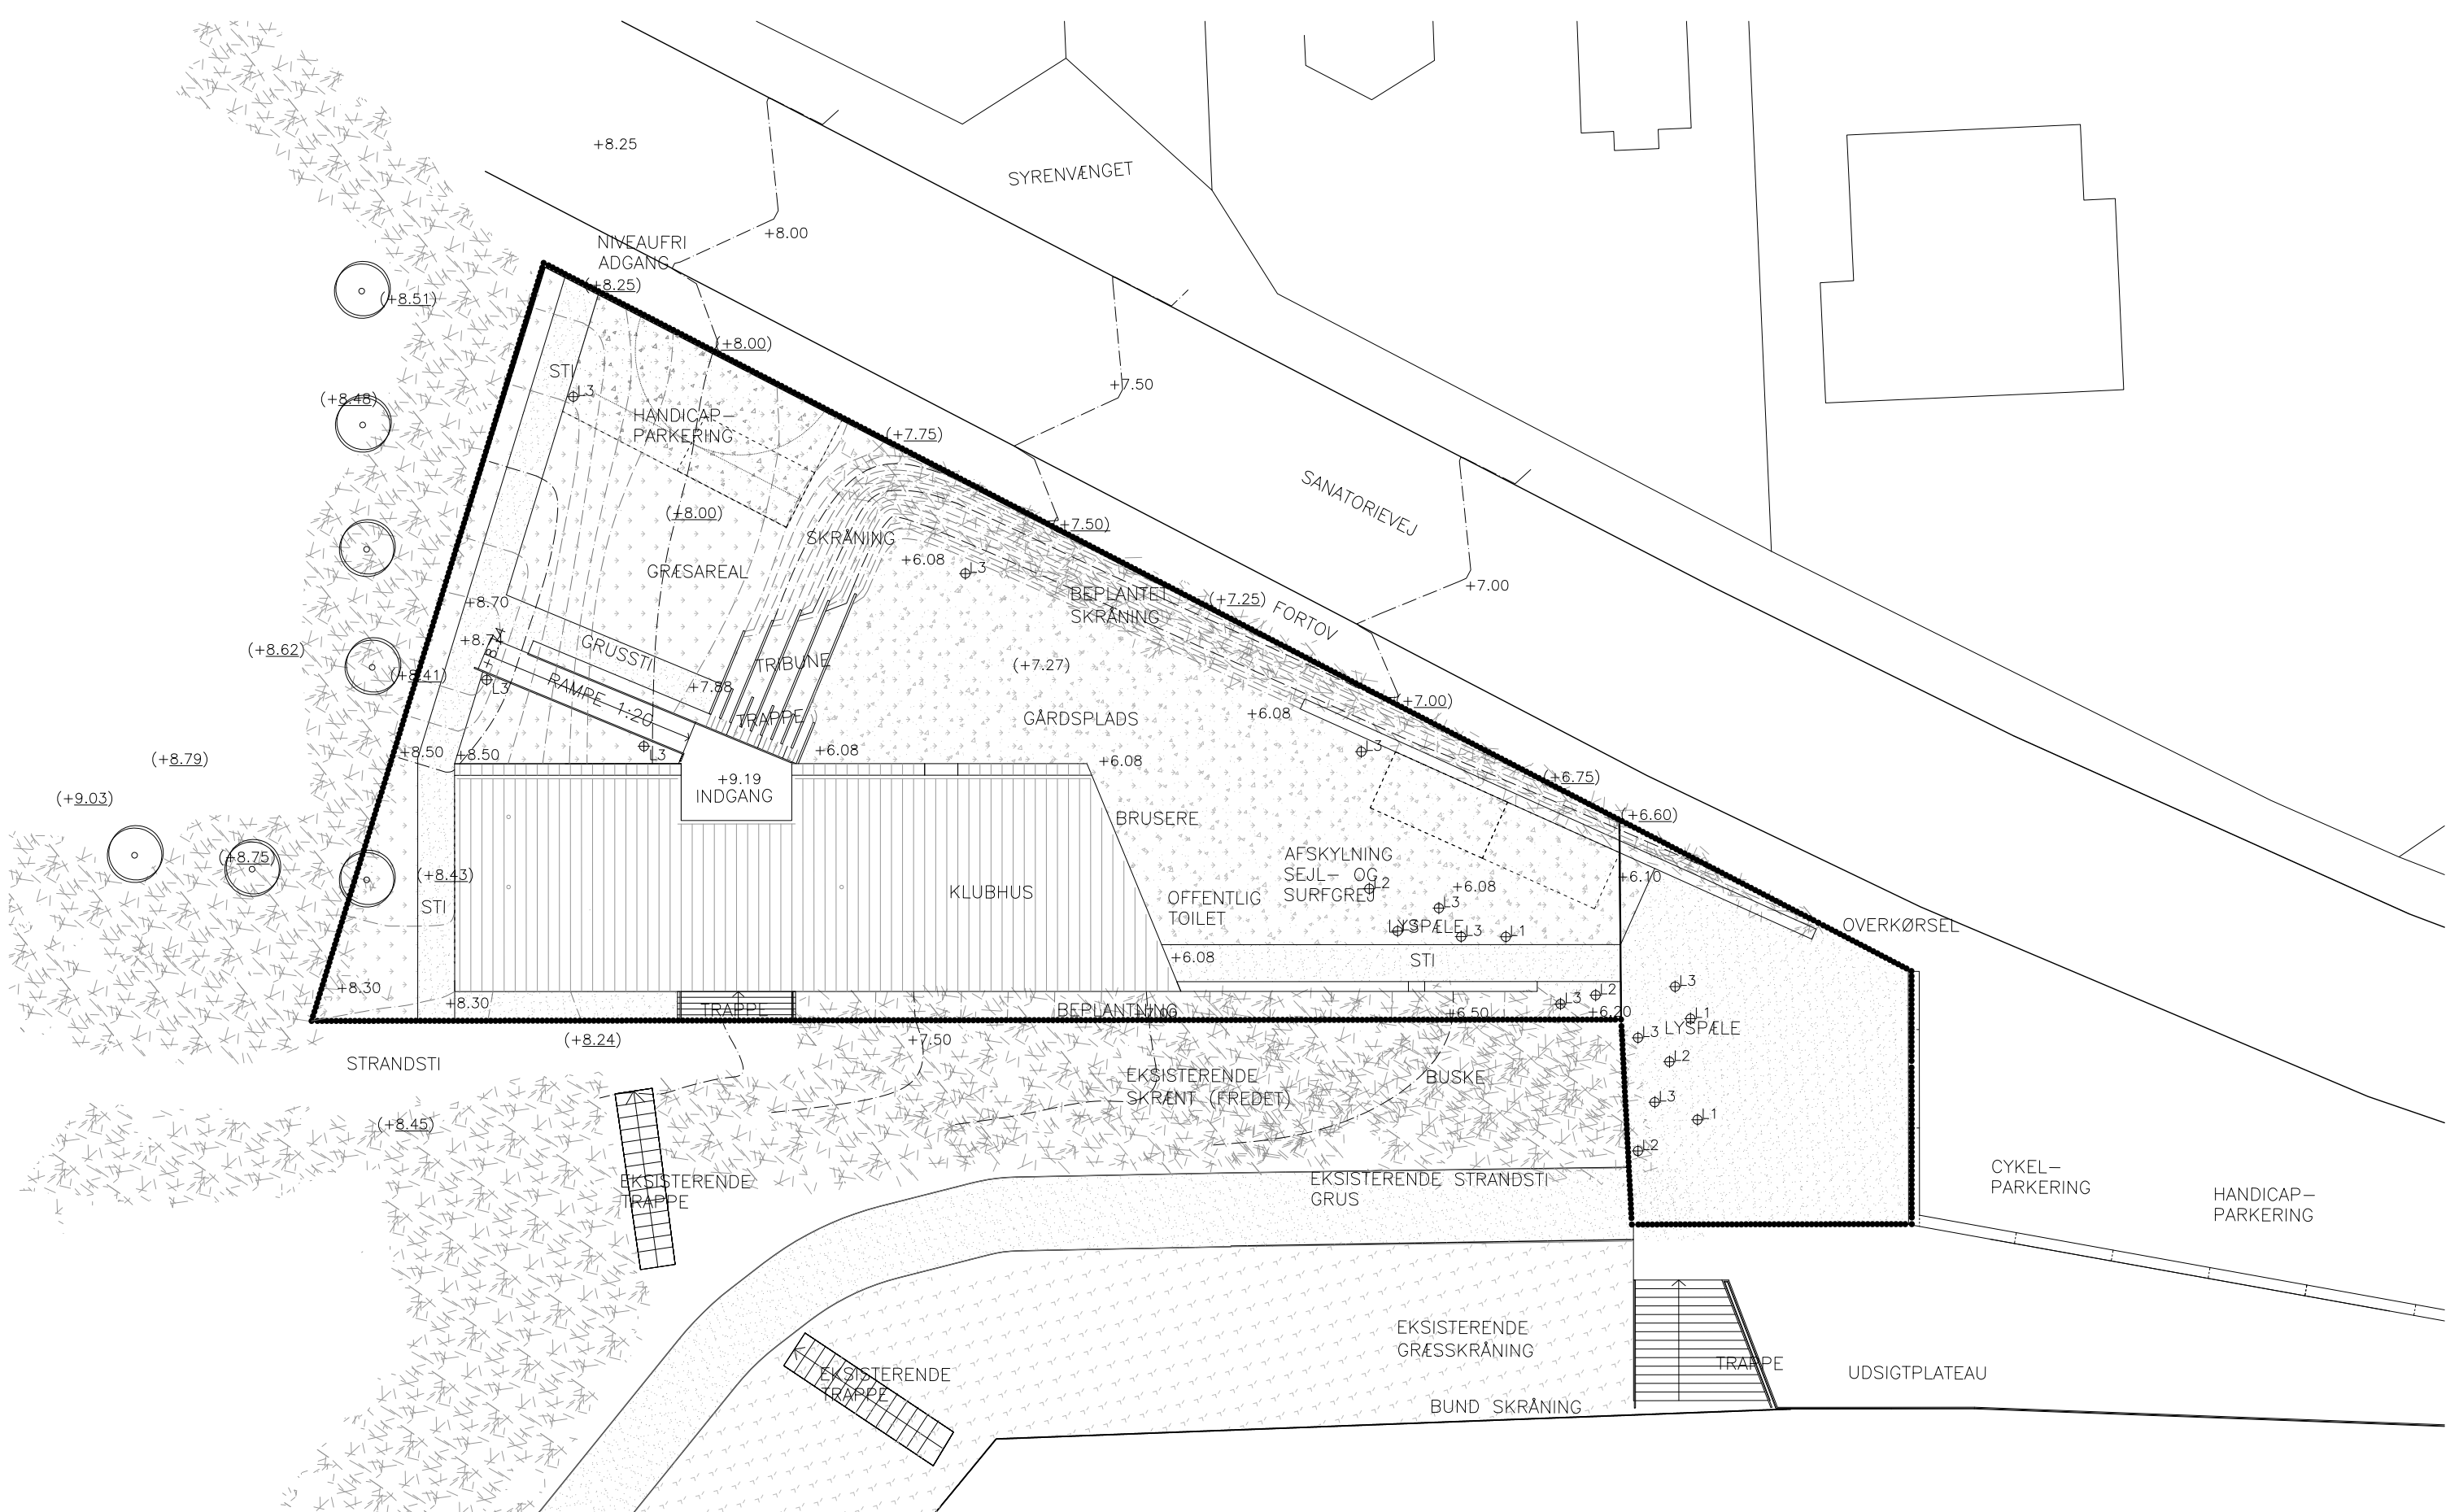 +8.25
SYRENVÆNGET
+8.00
NIVEAUFRI
ADGANG
(+8.25)
(+8.51)
(+8.00)
STI
L3
+7.50
(+8.48)
HANDICAP-
PARKERING
(+7.75)
SANATORIEVEJ
(+8.00)
(+7.50)
SKRÅNING
+6.08
L3
GRÆSAREAL
+7.00
BEPLANTET
SKRÅNING
(+7.25)
FORTOV
+8.70
+8.74
+8.74
(+8.62)
GRUSSTI
TRIBUNE
(+7.27)
(+8.41)
L3
RAMPE 1:20
+7.88
TRAPPE
GÅRDSPLADS
+6.08
(+7.00)
+8.50
+8.50
L3
+6.08
+6.08
L3
(+8.79)
+9.19
INDGANG
(+6.75)
(+9.03)
BRUSERE
(+6.60)
(+8.75)
(+8.43)
AFSKYLNING
SEJL- OG
SURFGREJ
L2
+6.08
+6.10
KLUBHUS
OFFENTLIG
TOILET
STI
L3
LYSPÆLE
L3
L3
L1
OVERKØRSEL
+6.08
STI
+8.30
+8.30
TRAPPE
BEPLANTNING
+7.00
+6.50
L3
L2
+6.20
L3
L1
LYSPÆLE
L3
L2
(+8.24)
+7.50
STRANDSTI
EKSISTERENDE
SKRÆNT (FREDET)
BUSKE
L3
L1
(+8.45)
L2
EKSISTERENDE
TRAPPE
EKSISTERENDE STRANDSTI
GRUS
CYKEL-
PARKERING
HANDICAP-
PARKERING
EKSISTERENDE
GRÆSSKRÅNING
TRAPPE
UDSIGTPLATEAU
EKSISTERENDE
TRAPPE
BUND SKRÅNING